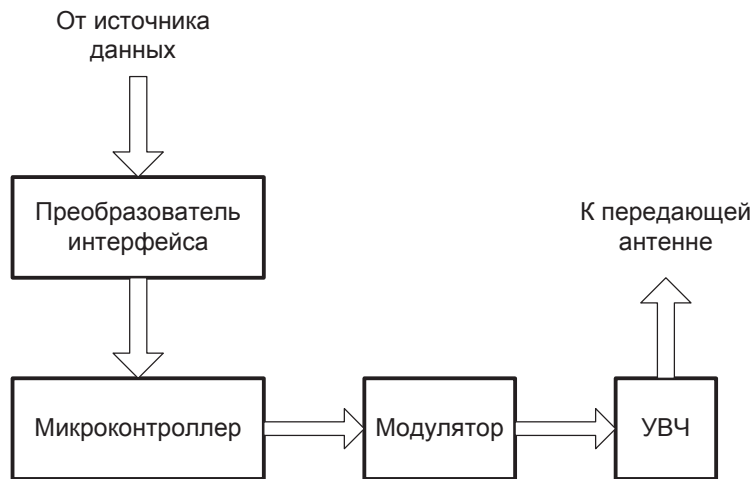 От источника
данных
Преобразователь
интерфейса
К передающей
антенне
Микроконтроллер
Модулятор
УВЧ